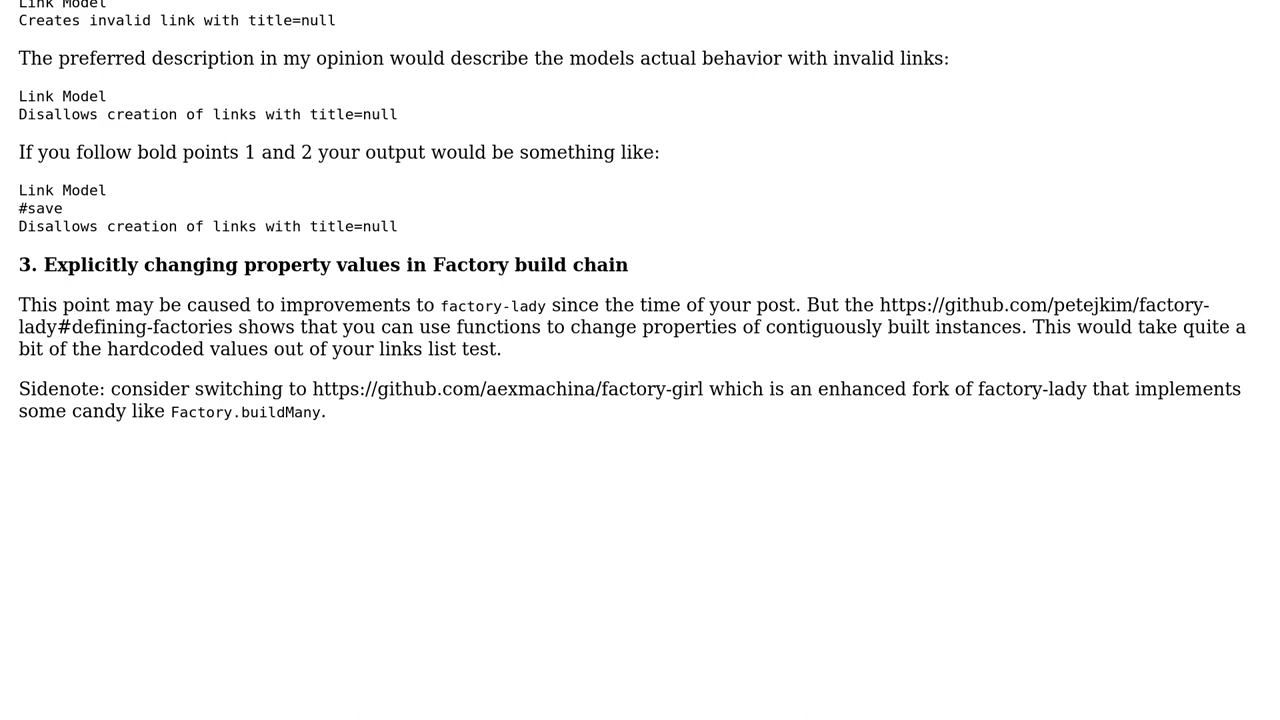 Link Model
Creates invalid link with title=null
The preferred description in my opinion would describe the models actual behavior with invalid links:
Link Model
Disallows creation of links with title=null
If you follow bold points 1 and 2 your output would be something like:
Link Model
#save
Disallows creation of links with title=null
3. Explicitly changing property values in Factory build chain
This point may be caused to improvements to factory-lady since the time of your post. But the https://github.com/petejkim/factory-
lady#defining-factories shows that you can use functions to change properties of contiguously built instances. This would take quite a
bit of the hardcoded values out of your links list test.
Sidenote: consider switching to https://github.com/aexmachina/factory-girl which is an enhanced fork of factory-lady that implements
some candy like Factory.buildMany.